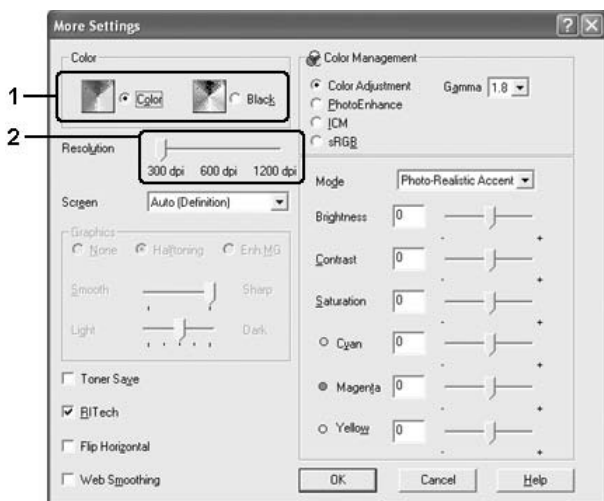 More Settings
Color
1
Color
Black
2
Resolution
300 dpi 600 dpi 1200 dpi
Screen
Auto (Definition)
Graphics
None
Halftoning
Enh.MG
Smooth
Sharp
Light
Dark
Toner Save
RITech
Flip Horizontal
Web Smoothing
Color Management
Color Adjustment
Gamma 1.8
PhotoEnhance
ICM
sRGB
Mode
Photo-Realistic Accent
Brightness 0
- +
Contrast 0
- +
Saturation 0
- +
Cyan 0
- +
Magenta 0
- +
Yellow 0
- +
OK
Cancel
Help